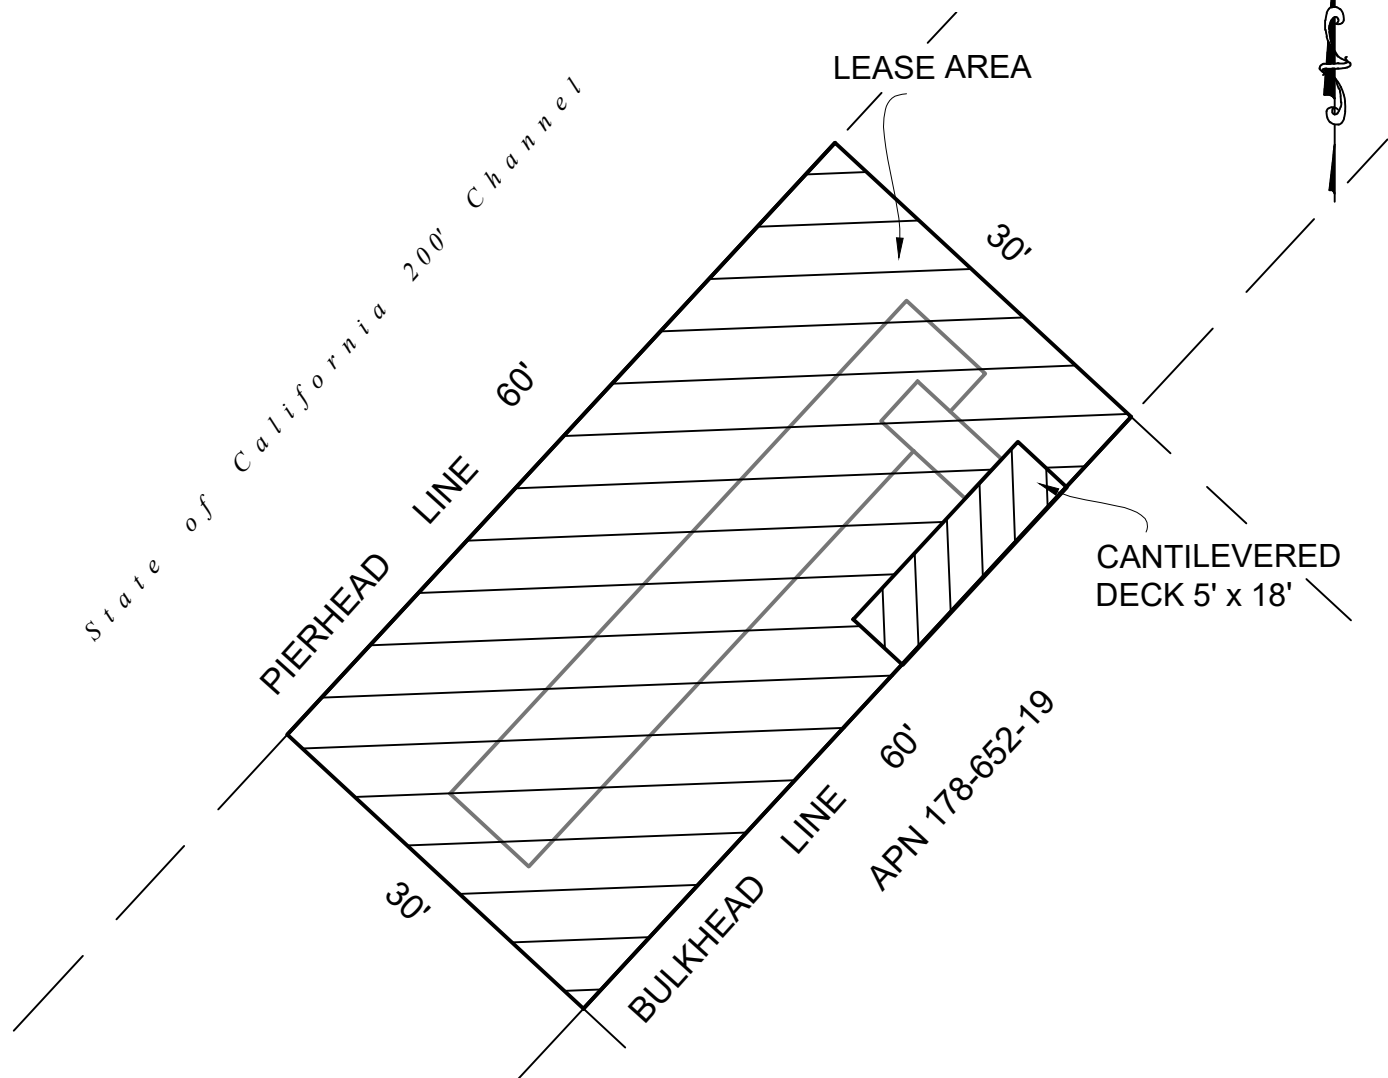 LEASE AREA
30'
State of California 200' Channel
60'
PIERHEAD LINE
CANTILEVERED
DECK 5' x 18'
60'
BULKHEAD LINE
APN 178-652-19
30'